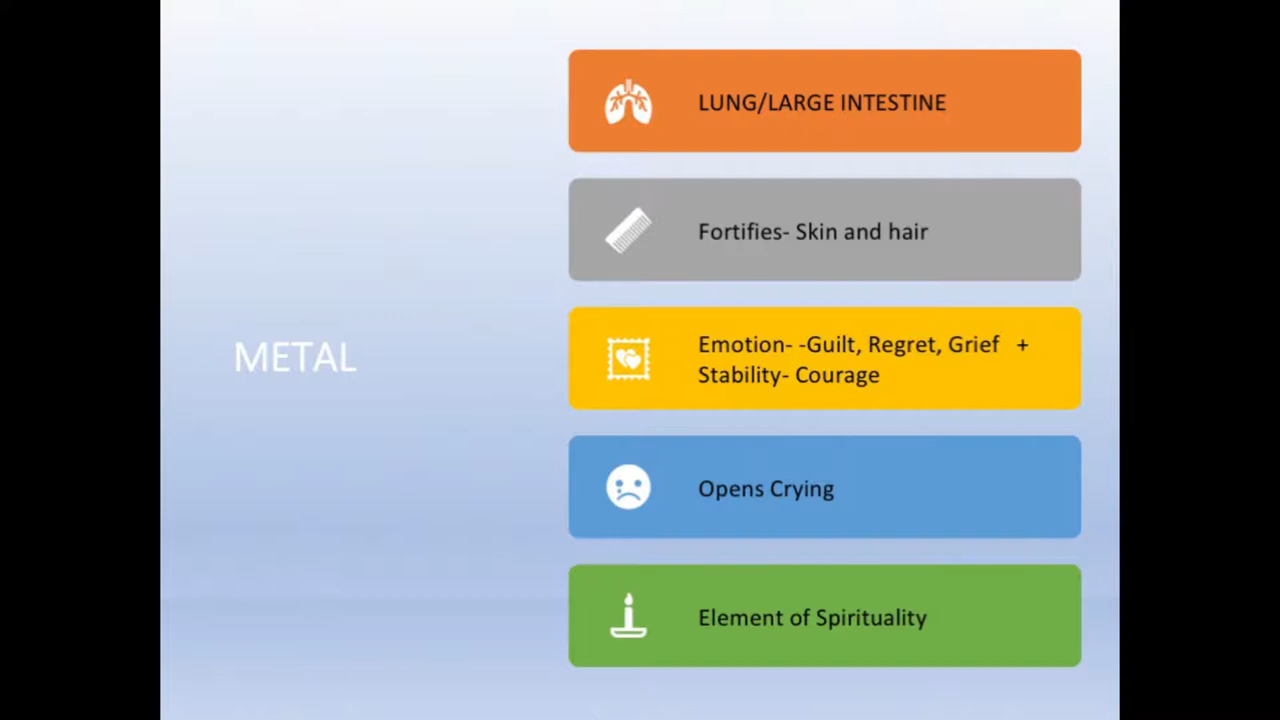 METAL
LUNG/LARGE INTESTINE
Fortifies- Skin and hair
Emotion- -Guilt, Regret, Grief +
Stability- Courage
Opens Crying
Element of Spirituality